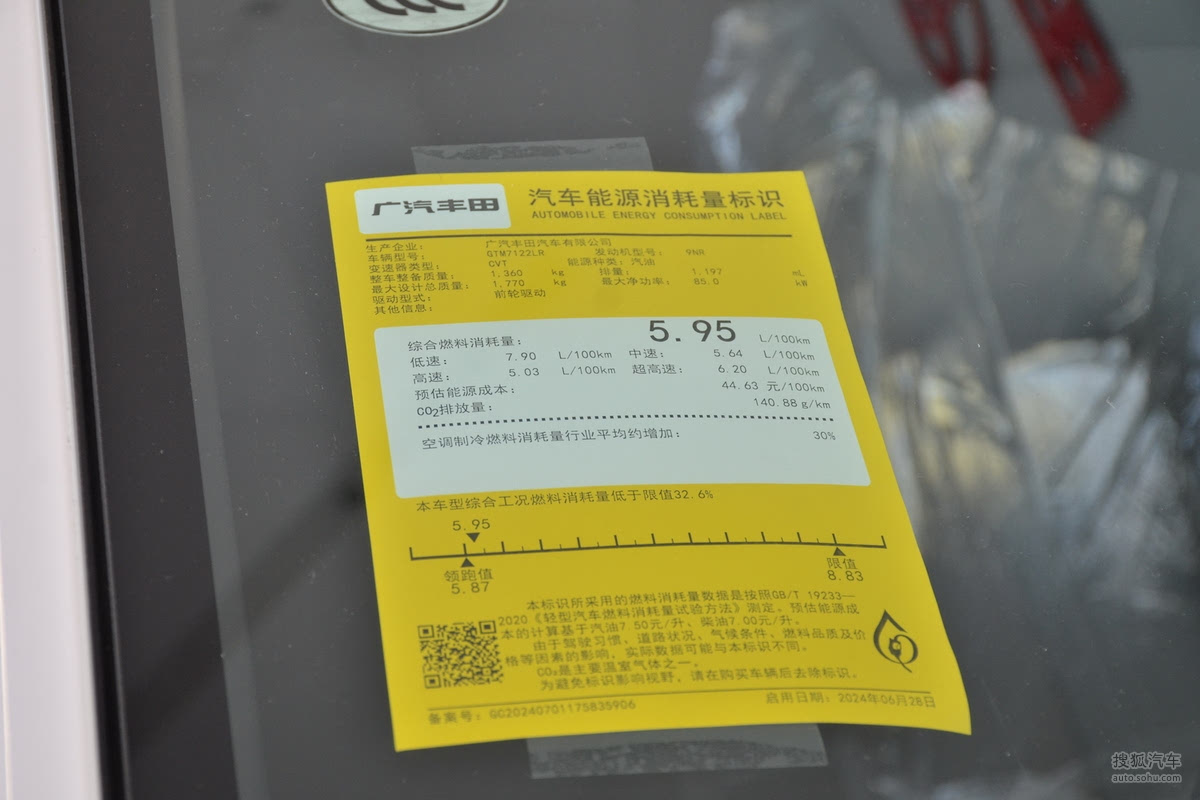 广汽丰田
汽车能源消耗量标识
AUTOMOBILE ENERGY CONSUMPTION LABEL
生产企业： 广汽丰田汽车有限公司
车辆型号： GTM7122LR 发动机型号： 9NR
变速器类型： CVT 能源种类： 汽油
整车整备质量： 1,360 kg 排量： 1.197 mL
最大设计总质量： 1,770 kg 最大净功率： 85.0 kW
驱动型式： 前轮驱动
其他信息：
综合燃料消耗量： 5.95 L/100km
低速： 7.90 L/100km 中速： 5.64 L/100km
高速： 5.03 L/100km 超高速： 6.20 L/100km
预估能源成本： 44.63 元/100km
CO2排放量： 140.88 g/km
空调制冷燃料消耗量行业平均约增加： 30%
本车型综合工况燃料消耗量低于限值32.6%
5.95
领跑值
5.87
限值
8.83
本标识所采用的燃料消耗量数据是按照GB/T 19233—
2020《轻型汽车燃料消耗量试验方法》测定。预估能源成
本的计算基于汽油7.50元/升、柴油7.00元/升。
由于驾驶习惯、道路状况、气候条件、燃料品质及价
格等因素的影响，实际数据可能与本标识不同。
CO2是主要温室气体之一。
为避免标识影响视野，请在购买车辆后去除标识。
备案号：GC20240701175835906
启用日期：2024年06月28日
搜狐汽车
auto.sohu.com